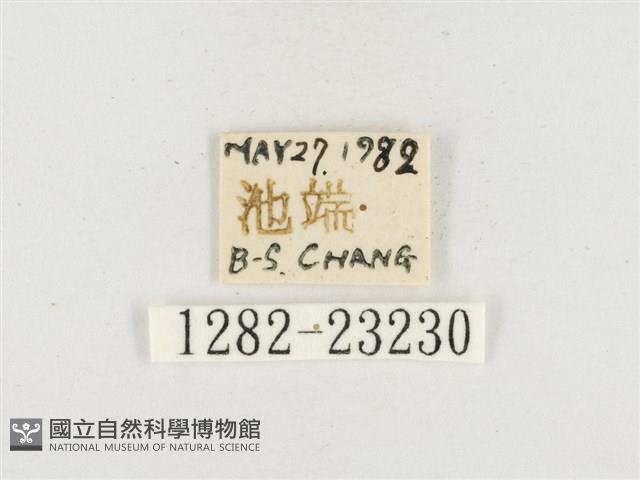 MAY 27. 1982
池端
B-S. CHANG
1282-23230
國立自然科學博物館
NATIONAL MUSEUM OF NATURAL SCIENCE